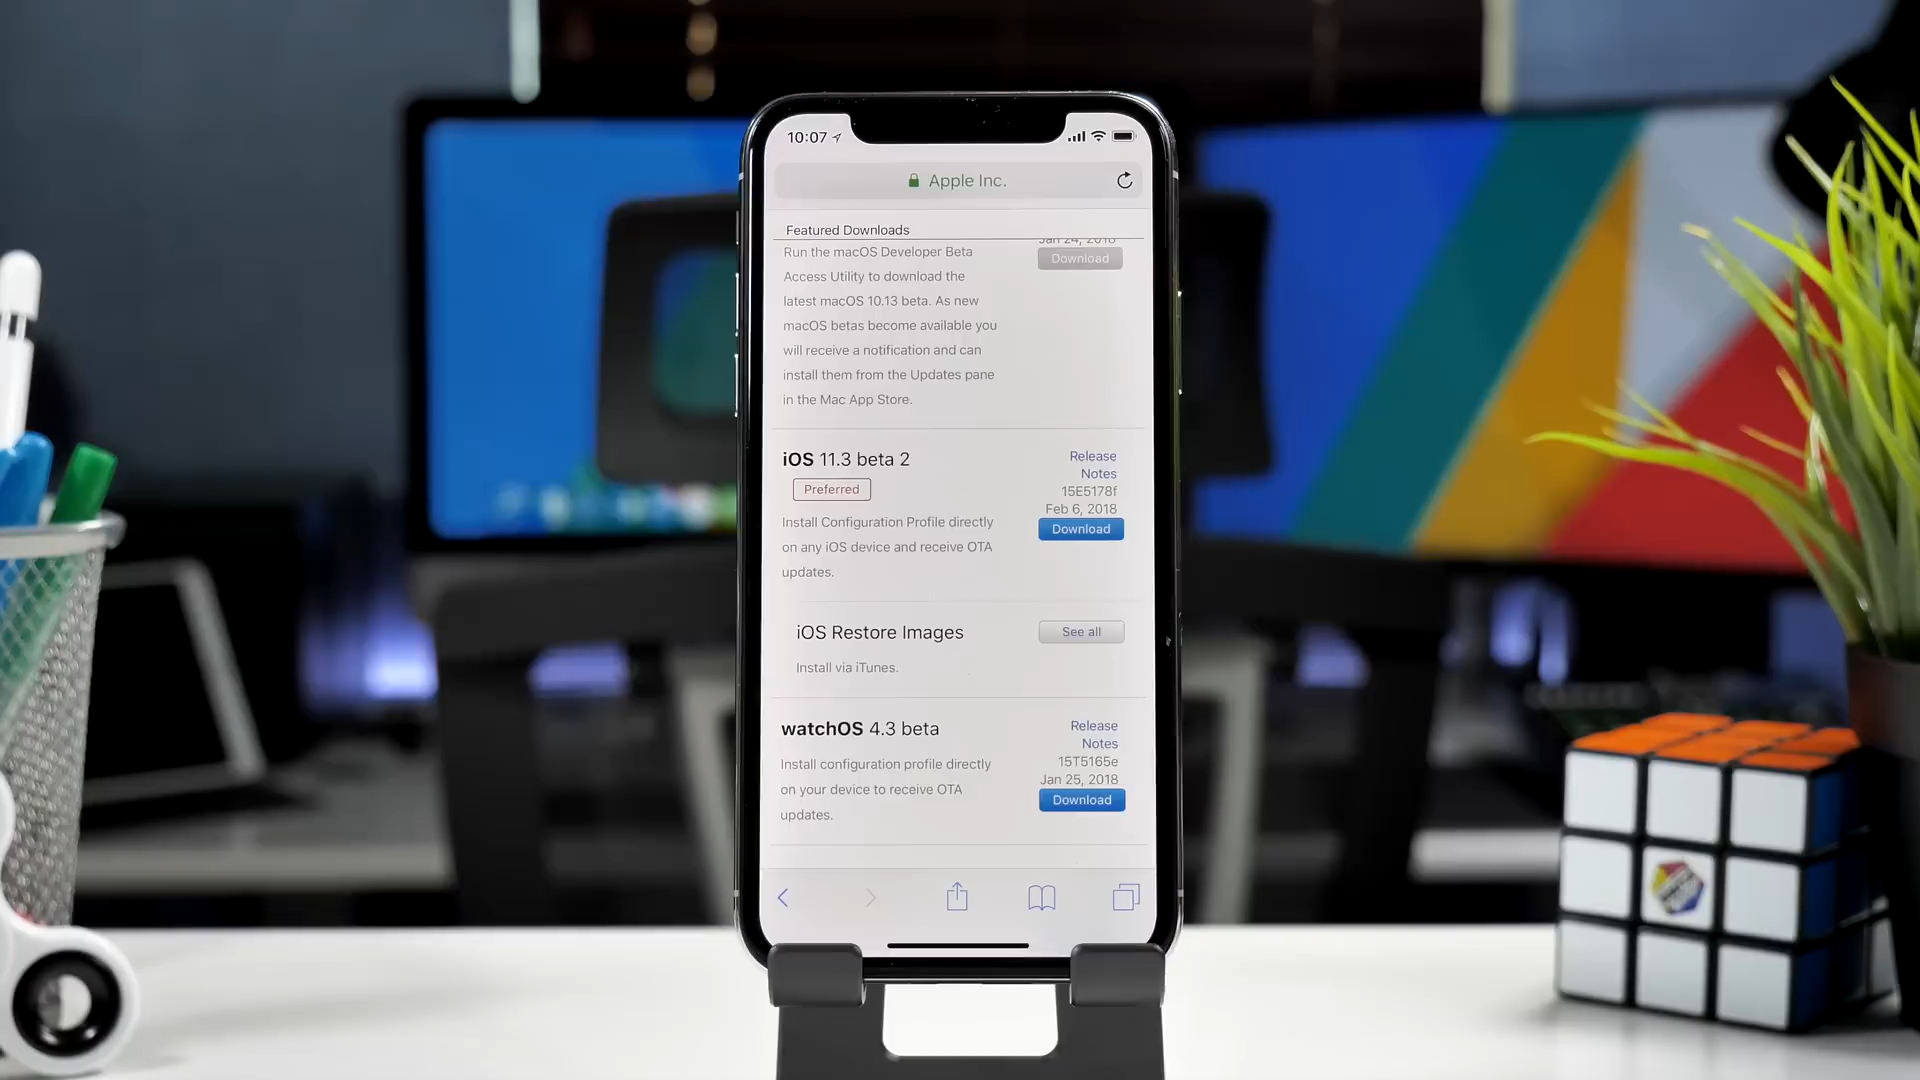 10:07
Apple Inc.
Featured Downloads
Jan 24, 2018
Run the macOS Developer Beta
Download
Access Utility to download the
latest macOS 10.13 beta. As new
macOS betas become available you
will receive a notification and can
install them from the Updates pane
in the Mac App Store.
iOS 11.3 beta 2
Release
Notes
Preferred
15E5178f
Feb 6, 2018
Install Configuration Profile directly
Download
on any iOS device and receive OTA
updates.
iOS Restore Images
See all
Install via iTunes.
watchOS 4.3 beta
Release
Notes
Install configuration profile directly
15T5165e
Jan 25, 2018
on your device to receive OTA
Download
updates.